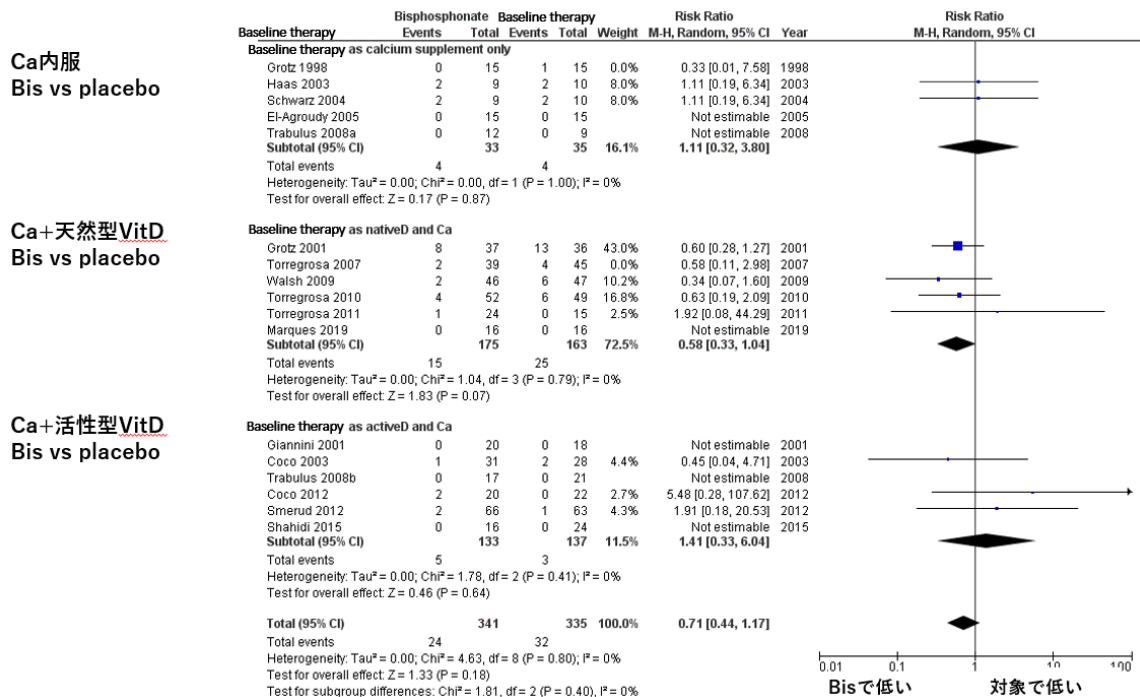 Bisphosphonate Baseline therapy Risk Ratio Risk Ratio
Baseline therapy Events Total Events Total Weight M-H, Random, 95% CI Year M-H, Random, 95% CI
Ca内服
Bis vs placebo
Baseline therapy as calcium supplement only
Grotz 1998 0 15 1 15 0.0% 0.33 [0.01, 7.58] 1998
Haas 2003 2 9 2 10 8.0% 1.11 [0.19, 6.34] 2003
Schwarz 2004 2 9 2 10 8.0% 1.11 [0.19, 6.34] 2004
El-Agroudy 2005 0 15 0 15 Not estimable 2005
Trabulus 2008a 0 12 0 9 Not estimable 2008
Subtotal (95% CI) 33 35 16.1% 1.11 [0.32, 3.80]
Total events 4 4
Heterogeneity: Tau² = 0.00; Chi² = 0.00, df = 1 (P = 1.00); I² = 0%
Test for overall effect: Z = 0.17 (P = 0.87)
Ca+天然型VitD
Bis vs placebo
Baseline therapy as nativeD and Ca
Grotz 2001 8 37 13 36 43.0% 0.60 [0.28, 1.27] 2001
Torregrosa 2007 2 39 4 45 0.0% 0.58 [0.11, 2.98] 2007
Walsh 2009 2 46 6 47 10.2% 0.34 [0.07, 1.60] 2009
Torregrosa 2010 4 52 6 49 16.8% 0.63 [0.19, 2.09] 2010
Torregrosa 2011 1 24 0 15 2.5% 1.92 [0.08, 44.29] 2011
Marques 2019 0 16 0 16 Not estimable 2019
Subtotal (95% CI) 175 163 72.5% 0.58 [0.33, 1.04]
Total events 15 25
Heterogeneity: Tau² = 0.00; Chi² = 1.04, df = 3 (P = 0.79); I² = 0%
Test for overall effect: Z = 1.83 (P = 0.07)
Ca+活性型VitD
Bis vs placebo
Baseline therapy as activeD and Ca
Giannini 2001 0 20 0 18 Not estimable 2001
Coco 2003 1 31 2 28 4.4% 0.45 [0.04, 4.71] 2003
Trabulus 2008b 0 17 0 21 Not estimable 2008
Coco 2012 2 20 0 22 2.7% 5.48 [0.28, 107.62] 2012
Smerud 2012 2 66 1 63 4.3% 1.91 [0.18, 20.53] 2012
Shahidi 2015 0 16 0 24 Not estimable 2015
Subtotal (95% CI) 133 137 11.5% 1.41 [0.33, 6.04]
Total events 5 3
Heterogeneity: Tau² = 0.00; Chi² = 1.78, df = 2 (P = 0.41); I² = 0%
Test for overall effect: Z = 0.46 (P = 0.64)
Total (95% CI) 341 335 100.0% 0.71 [0.44, 1.17]
Total events 24 32
Heterogeneity: Tau² = 0.00; Chi² = 4.63, df = 8 (P = 0.80); I² = 0%
Test for overall effect: Z = 1.33 (P = 0.18)
Test for subgroup differences: Chi² = 1.81, df = 2 (P = 0.40), I² = 0%
0.01 0.1 1 10 100
Bisで低い 対象で低い